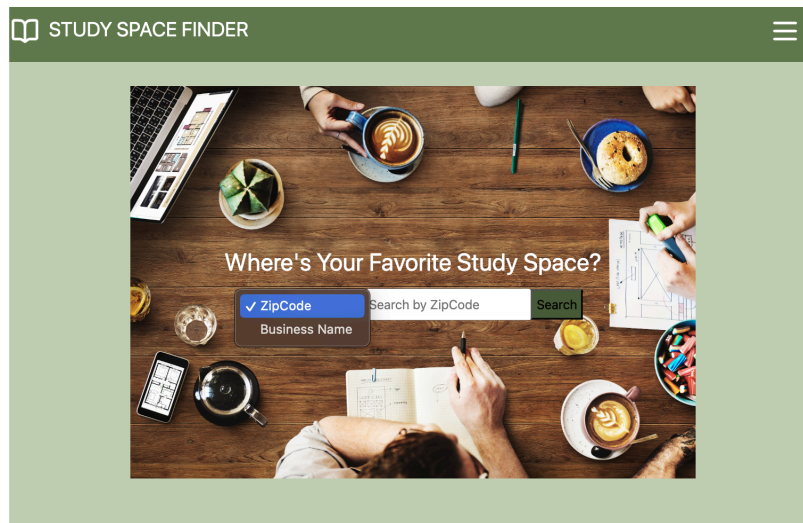 STUDY SPACE FINDER
Where's Your Favorite Study Space?
✓ ZipCode
Search by ZipCode
Search
Business Name